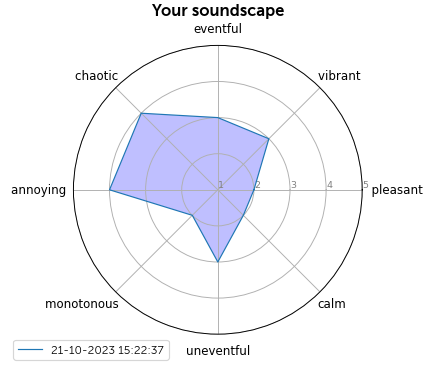 Your soundscape
eventful
chaotic
vibrant
annoying
1
2
3
4
5
pleasant
monotonous
calm
uneventful
21-10-2023 15:22:37